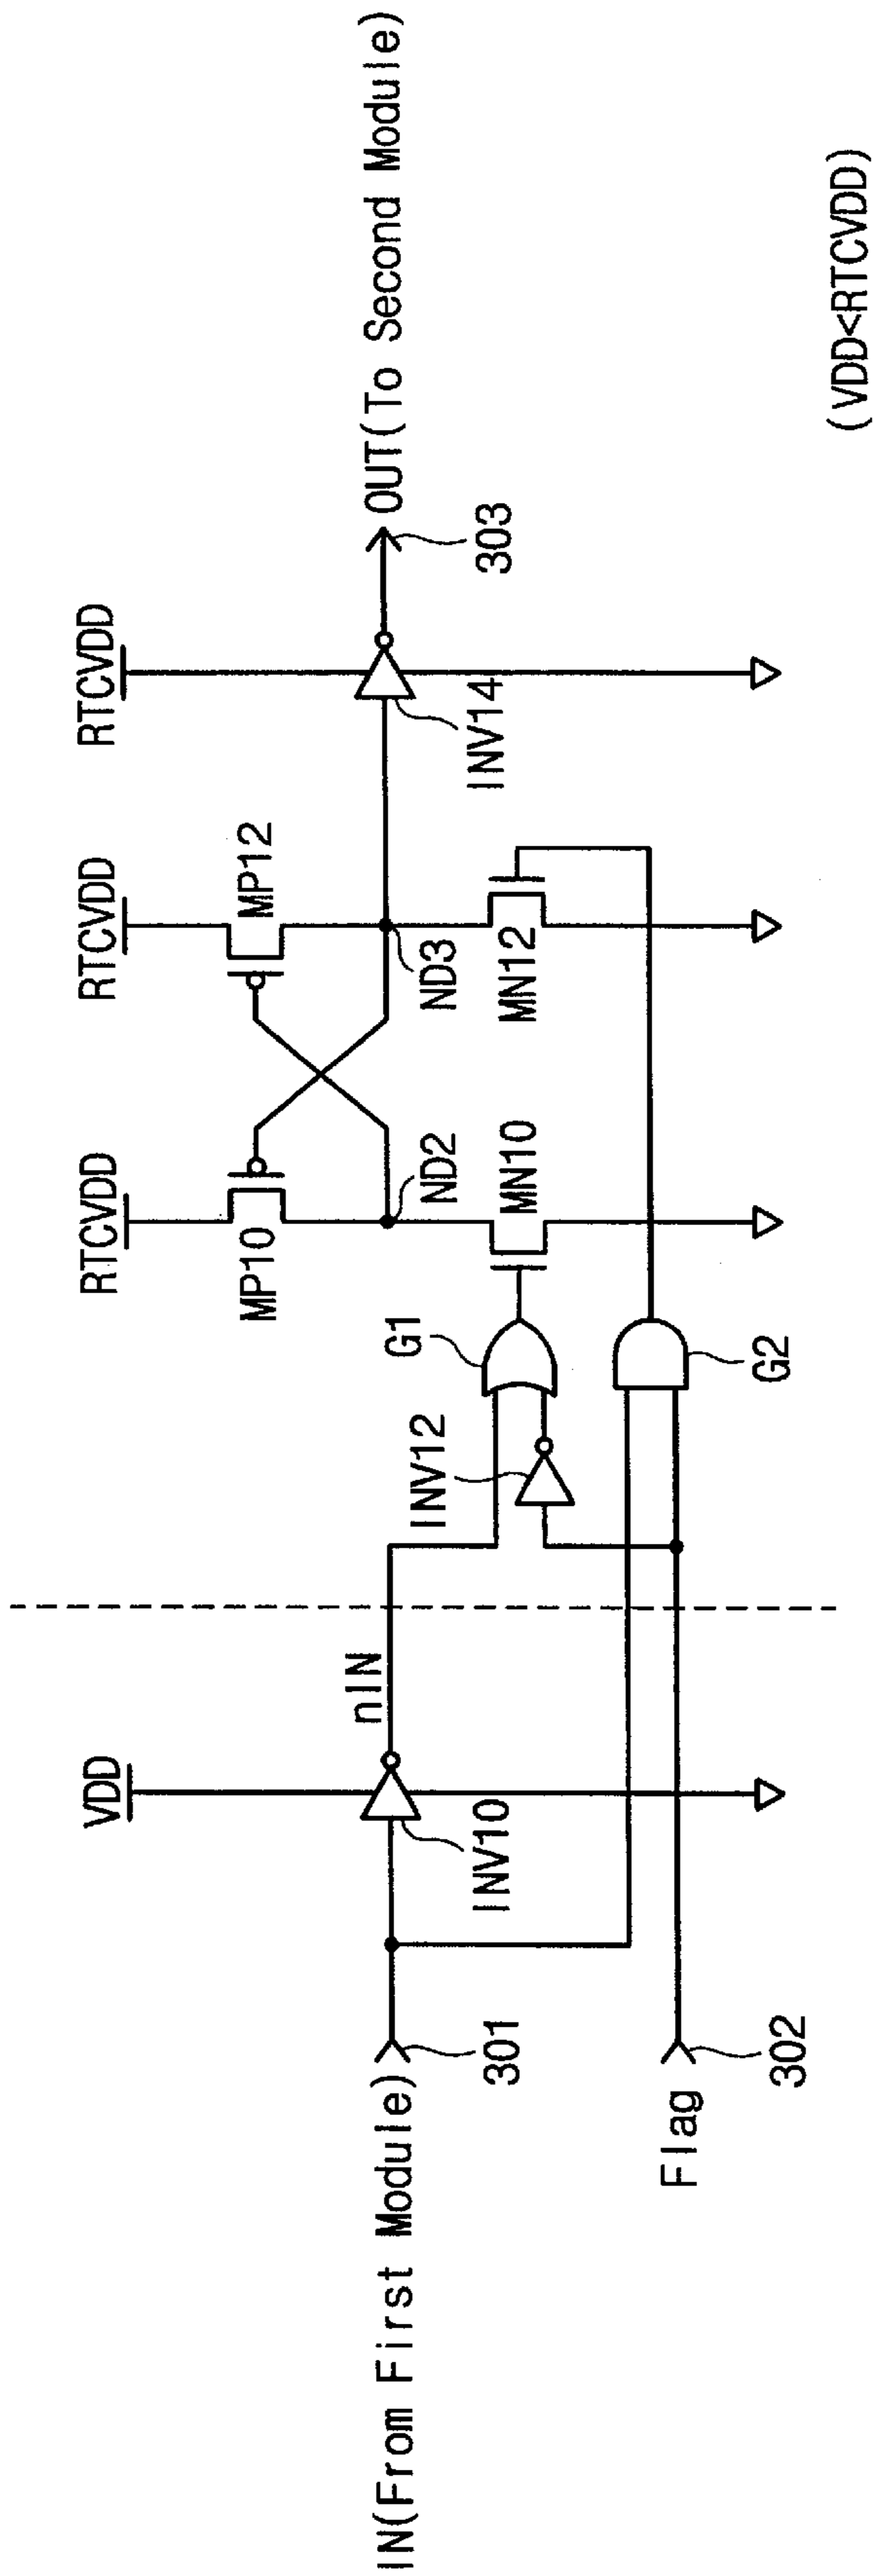 VDD
RTCVDD
RTCVDD
RTCVDD
MP10
MP12
IN(From First Module)
301
INV10
nIN
ND2
ND3
INV14
303
OUT(To Second Module)
INV12
G1
MN10
MN12
Flag
302
G2
(VDD<RTCVDD)